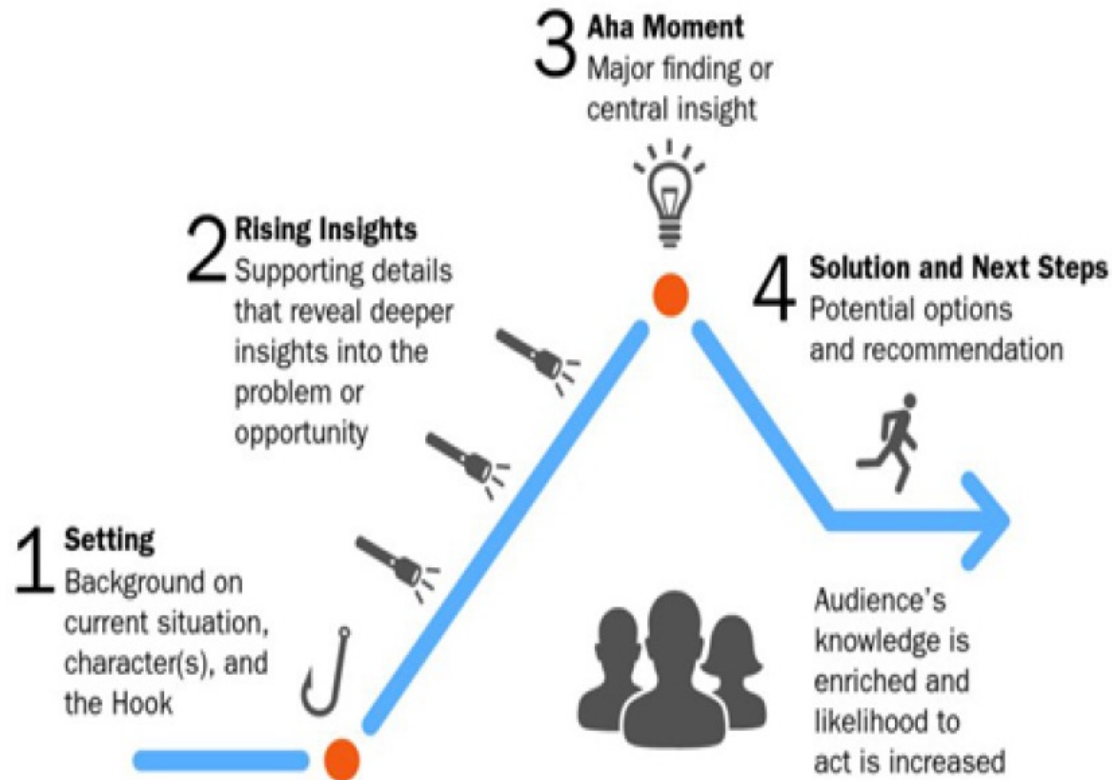 1 Setting
Background on
current situation,
character(s), and
the Hook
2 Rising Insights
Supporting details
that reveal deeper
insights into the
problem or
opportunity
3 Aha Moment
Major finding or
central insight
4 Solution and Next Steps
Potential options
and recommendation
Audience's
knowledge is
enriched and
likelihood to
act is increased